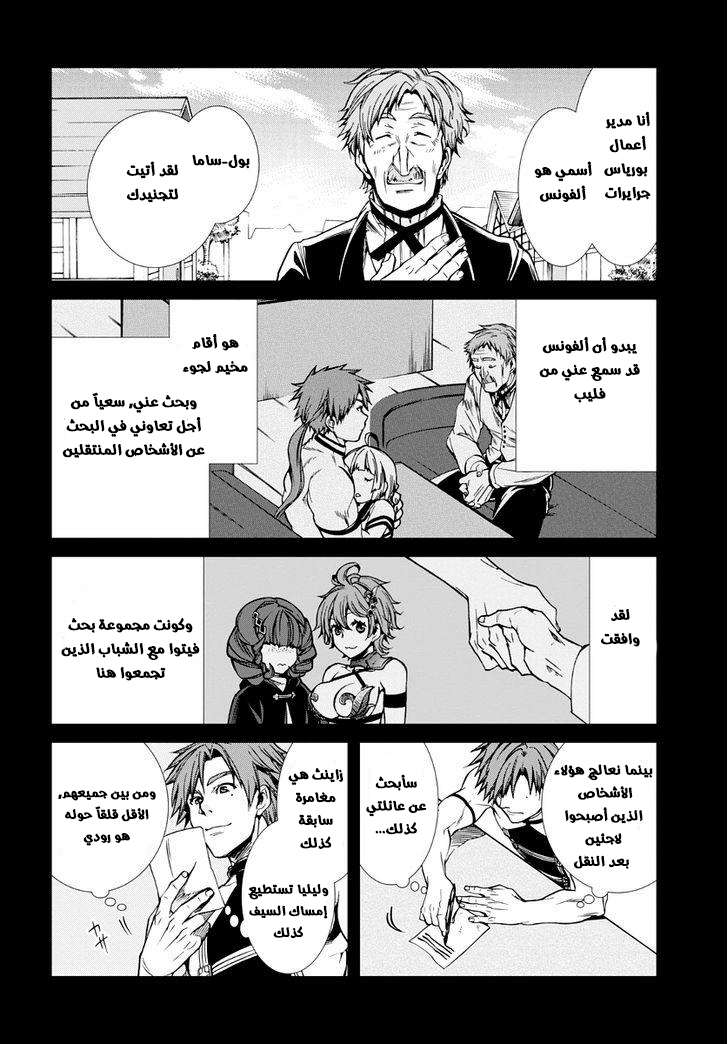 أنا مدير
أعمال
بورياس
جرايرات
أسمي هو
ألفونس
بول-ساما
لقد أتيت
لتجنيدك
يبدو أن ألفونس
قد سمع عني من
فليب
هو أقام
مخيم لجوء
وبحث عني, سعياً من
أجل تعاوني في البحث
عن الأشخاص المنتقلين
لقد
وافقت
وكونت مجموعة بحث
فيتوا مع الشباب الذين
تجمعوا هنا
بينما نعالج هؤلاء
الأشخاص
الذين أصبحوا
لاجئين
بعد النقل
سأبحث
عن عائلتي
كذلك...
زاينث هي
مغامرة
سابقة
كذلك
وليليا تستطيع
إمساك السيف
كذلك
ومن بين جميعهم,
الأقل قلقاً حوله
هو رودي